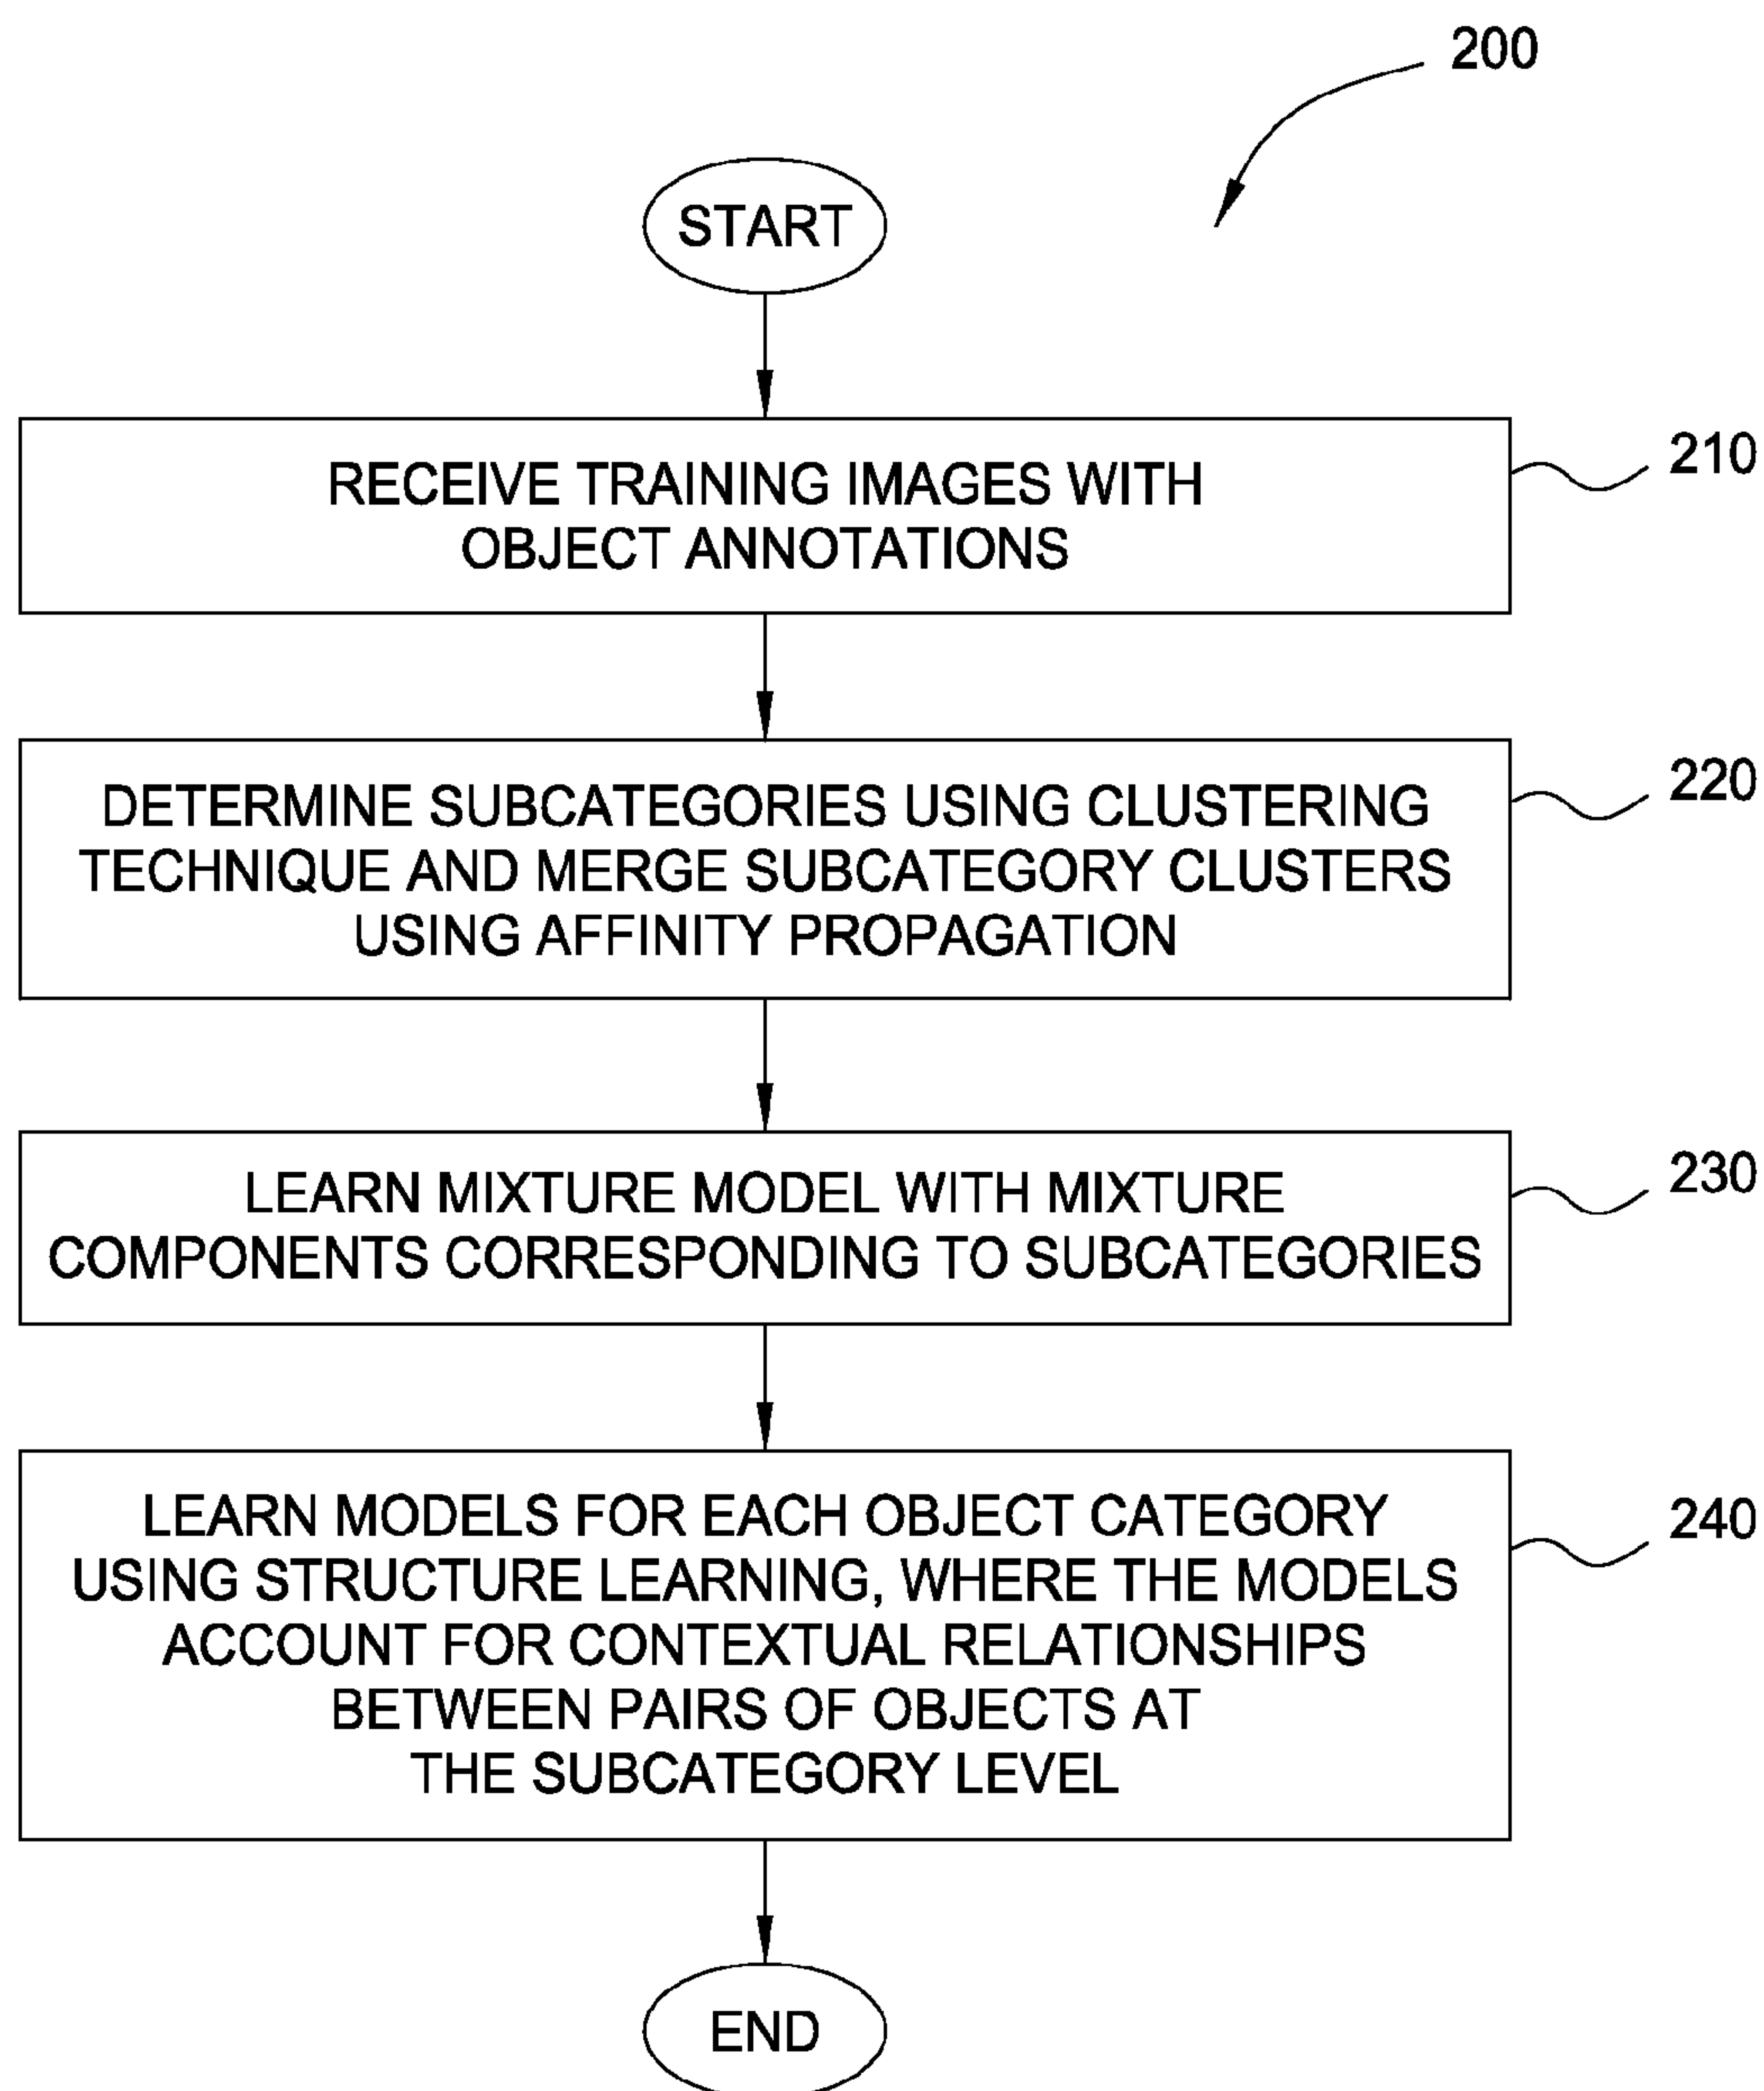 200
START
RECEIVE TRAINING IMAGES WITH
OBJECT ANNOTATIONS
210
DETERMINE SUBCATEGORIES USING CLUSTERING
TECHNIQUE AND MERGE SUBCATEGORY CLUSTERS
USING AFFINITY PROPAGATION
220
LEARN MIXTURE MODEL WITH MIXTURE
COMPONENTS CORRESPONDING TO SUBCATEGORIES
230
LEARN MODELS FOR EACH OBJECT CATEGORY
USING STRUCTURE LEARNING, WHERE THE MODELS
ACCOUNT FOR CONTEXTUAL RELATIONSHIPS
BETWEEN PAIRS OF OBJECTS AT
THE SUBCATEGORY LEVEL
240
END